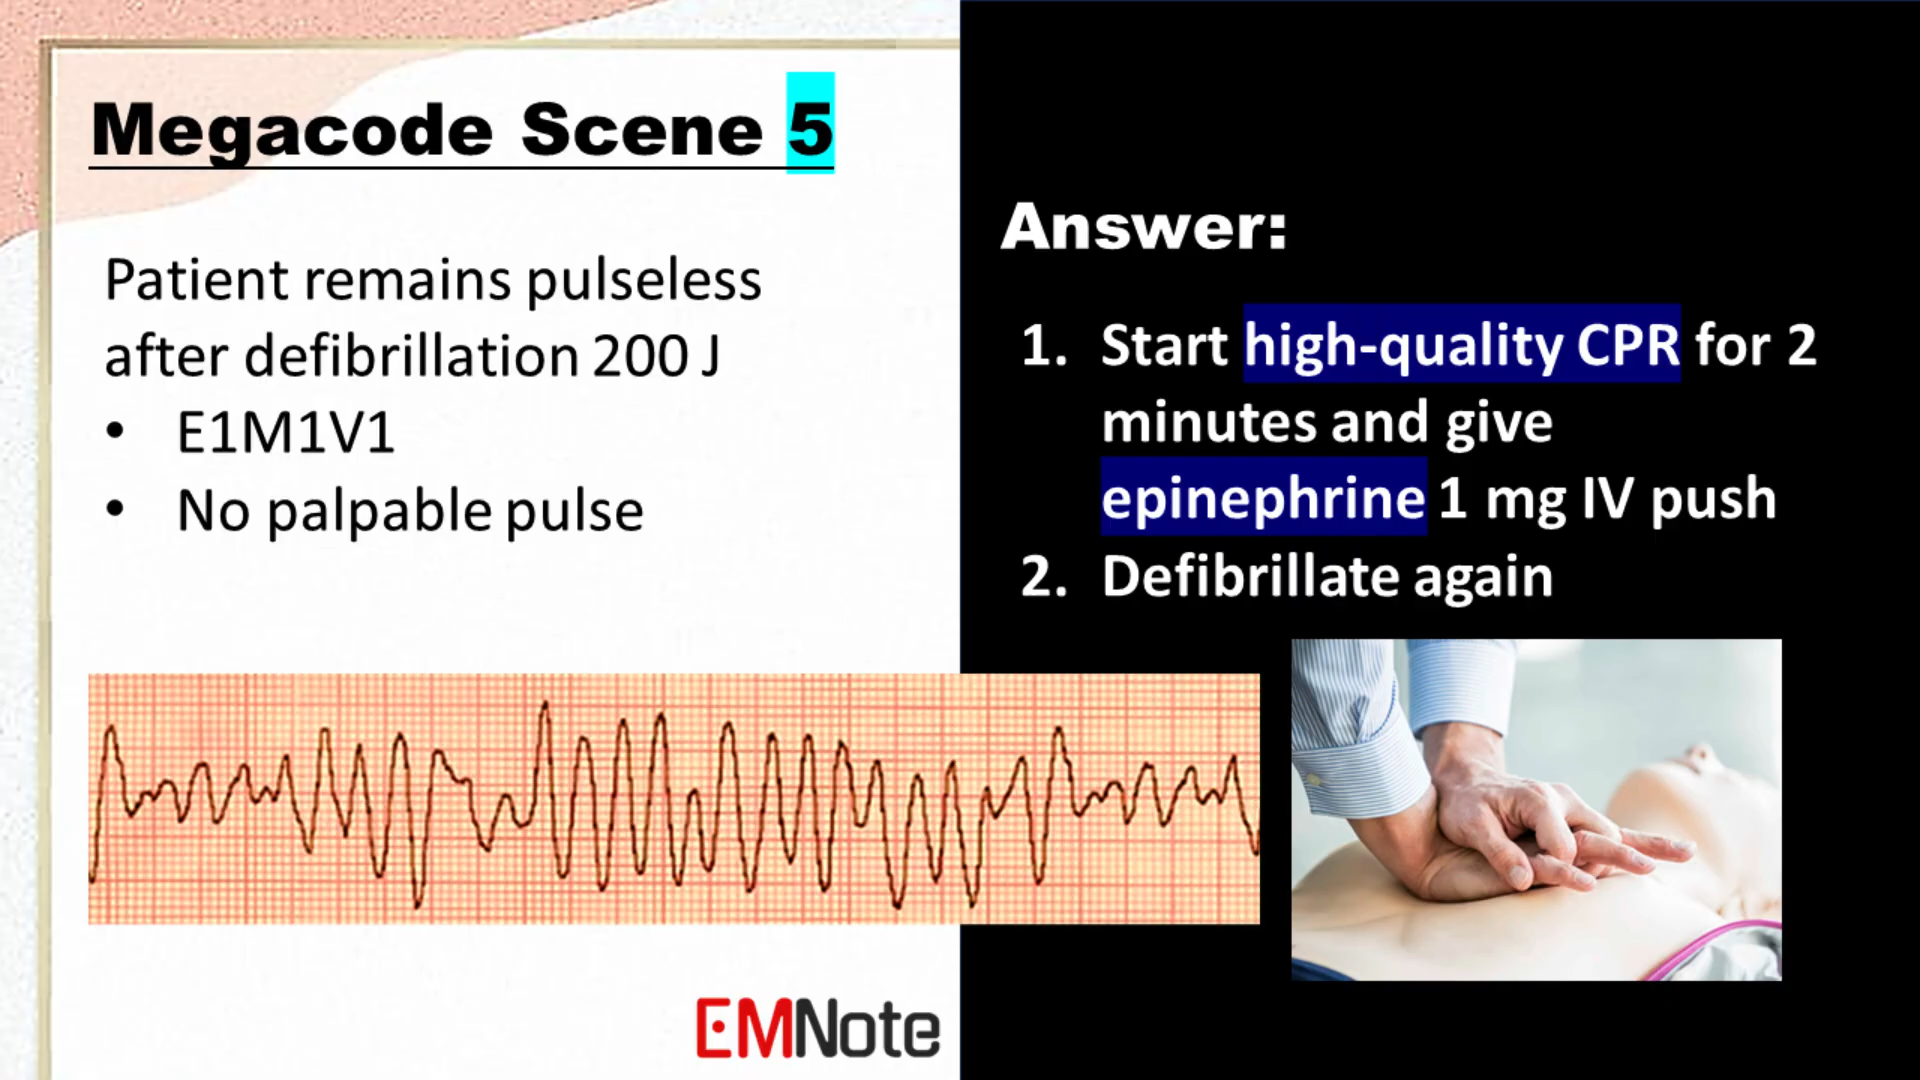 Megacode Scene 5
Patient remains pulseless
after defibrillation 200 J
• E1M1V1
• No palpable pulse
EMNote
Answer:
1. Start high-quality CPR for 2
minutes and give
epinephrine 1 mg IV push
2. Defibrillate again